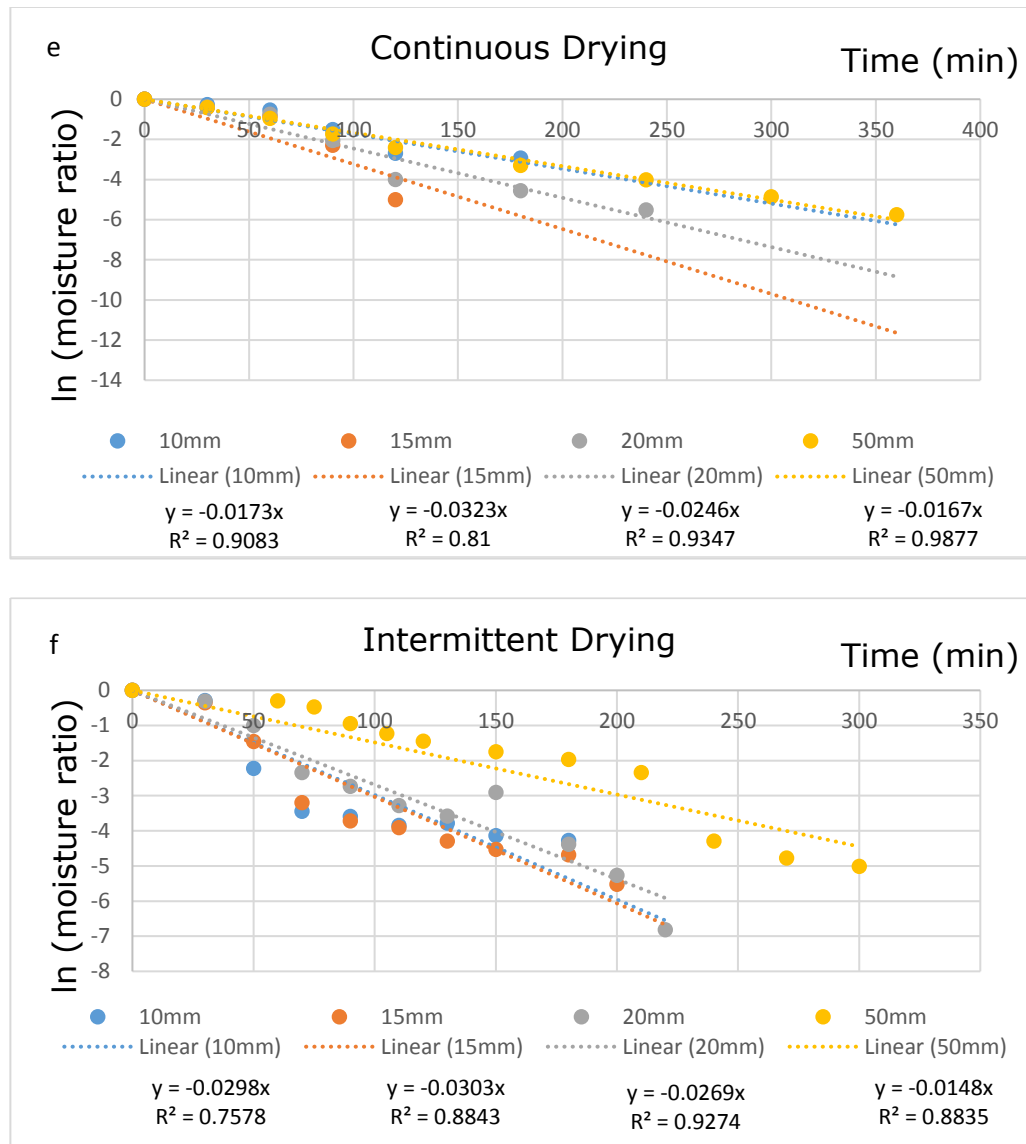 e
Continuous Drying
Time (min)
ln (moisture ratio)
0
-2
-4
-6
-8
-10
-12
-14
0 50 100 150 200 250 300 350 400
10mm 15mm 20mm 50mm
Linear (10mm) Linear (15mm) Linear (20mm) Linear (50mm)
y = -0.0173x y = -0.0323x y = -0.0246x y = -0.0167x
R² = 0.9083 R² = 0.81 R² = 0.9347 R² = 0.9877
f
Intermittent Drying
Time (min)
ln (moisture ratio)
0
-1
-2
-3
-4
-5
-6
-7
-8
0 50 100 150 200 250 300 350
10mm 15mm 20mm 50mm
Linear (10mm) Linear (15mm) Linear (20mm) Linear (50mm)
y = -0.0298x y = -0.0303x y = -0.0269x y = -0.0148x
R² = 0.7578 R² = 0.8843 R² = 0.9274 R² = 0.8835